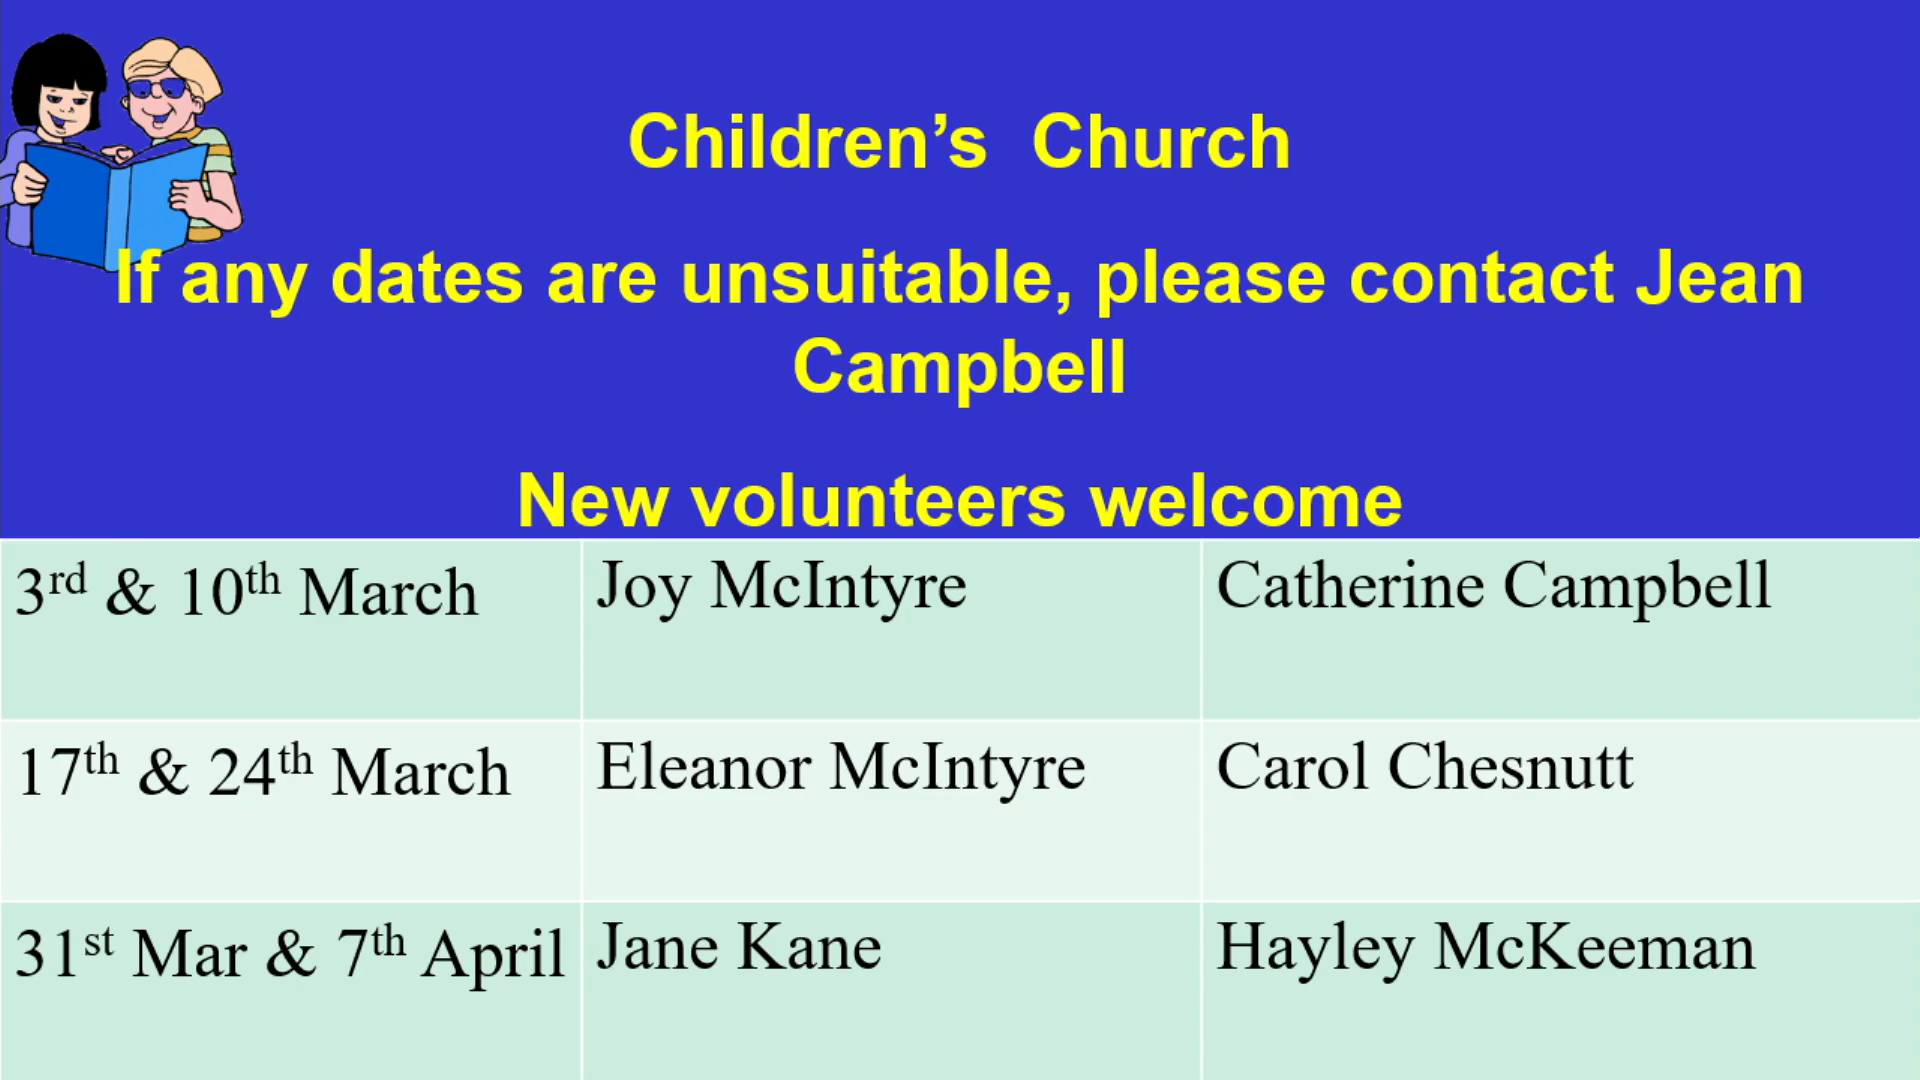 Children’s  Church
If any dates are unsuitable, please contact Jean
Campbell
New volunteers welcome
3rd & 10th March Joy McIntyre Catherine Campbell
17th & 24th March Eleanor McIntyre Carol Chesnutt
31st Mar & 7th April Jane Kane Hayley McKeeman